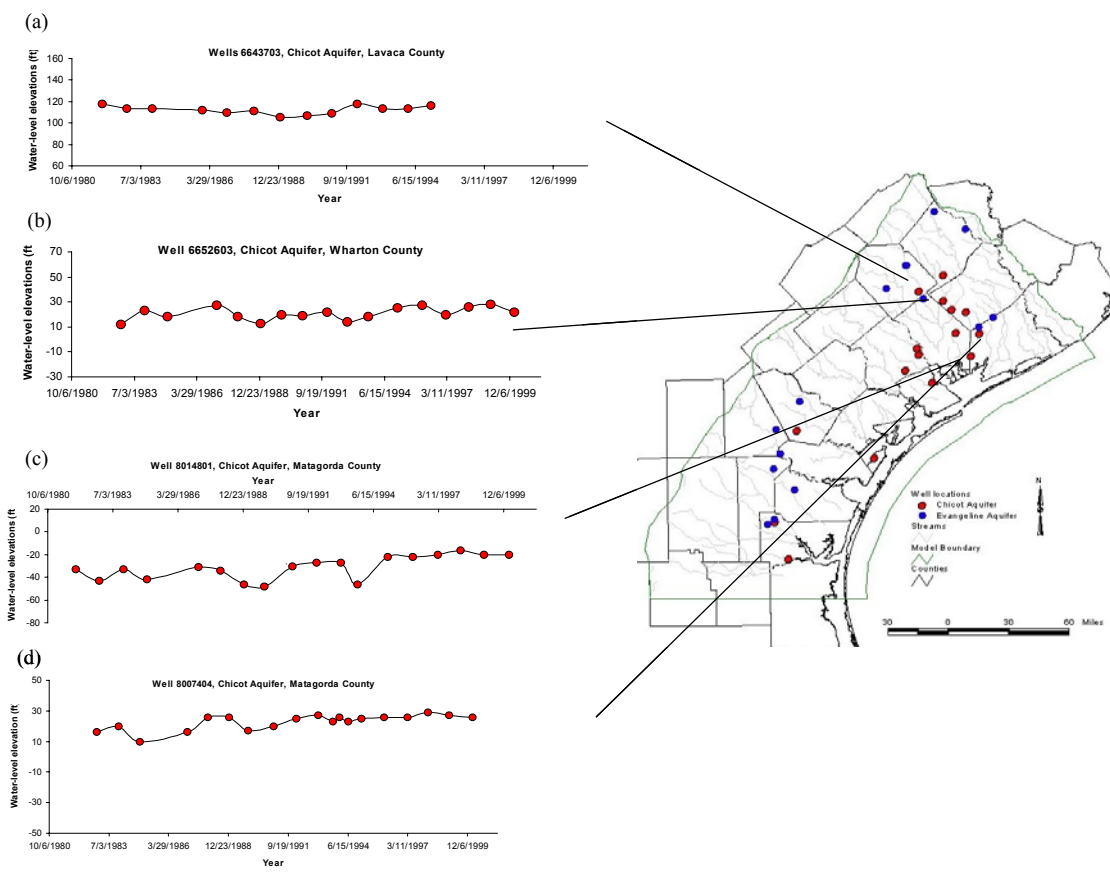 (a)
Wells 6643703, Chicot Aquifer, Lavaca County
Water-level elevations (ft)
160
140
120
100
80
60
10/6/1980 7/3/1983 3/29/1986 12/23/1988 9/19/1991 6/15/1994 3/11/1997 12/6/1999
Year
(b)
Well 6652603, Chicot Aquifer, Wharton County
Water-level elevations (ft
70
50
30
10
-10
-30
10/6/1980 7/3/1983 3/29/1986 12/23/1988 9/19/1991 6/15/1994 3/11/1997 12/6/1999
Year
(c)
Well 8014801, Chicot Aquifer, Matagorda County
Year
10/6/1980 7/3/1983 3/29/1986 12/23/1988 9/19/1991 6/15/1994 3/11/1997 12/6/1999
Water-level elevations (ft
20
0
-20
-40
-60
-80
(d)
Well 8007404, Chicot Aquifer, Matagorda County
Water-level elevation (ft
50
30
10
-10
-30
-50
10/6/1980 7/3/1983 3/29/1986 12/23/1988 9/19/1991 6/15/1994 3/11/1997 12/6/1999
Year
Well locations
Chicot Aquifer
Evangeline Aquifer
Streams
Model Boundary
Counties
N
30 0 30 60 Miles